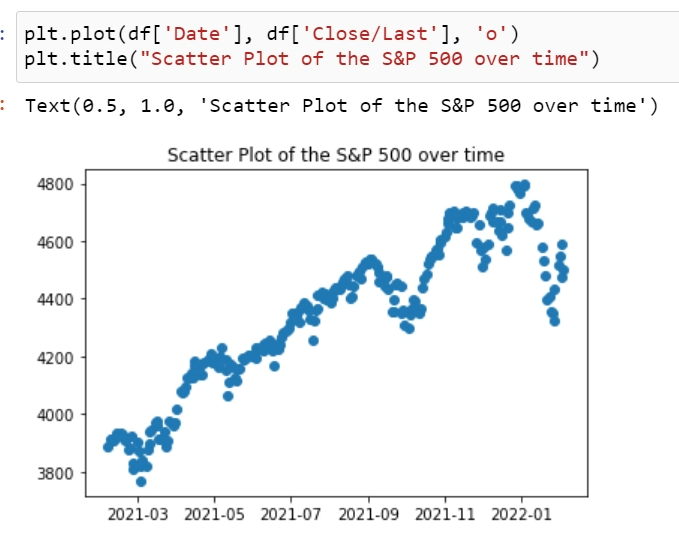 : plt.plot(df['Date'], df['Close/Last'], 'o')
plt.title("Scatter Plot of the S&P 500 over time")
: Text(0.5, 1.0, 'Scatter Plot of the S&P 500 over time')
Scatter Plot of the S&P 500 over time
4800
4600
4400
4200
4000
3800
2021-03 2021-05 2021-07 2021-09 2021-11 2022-01